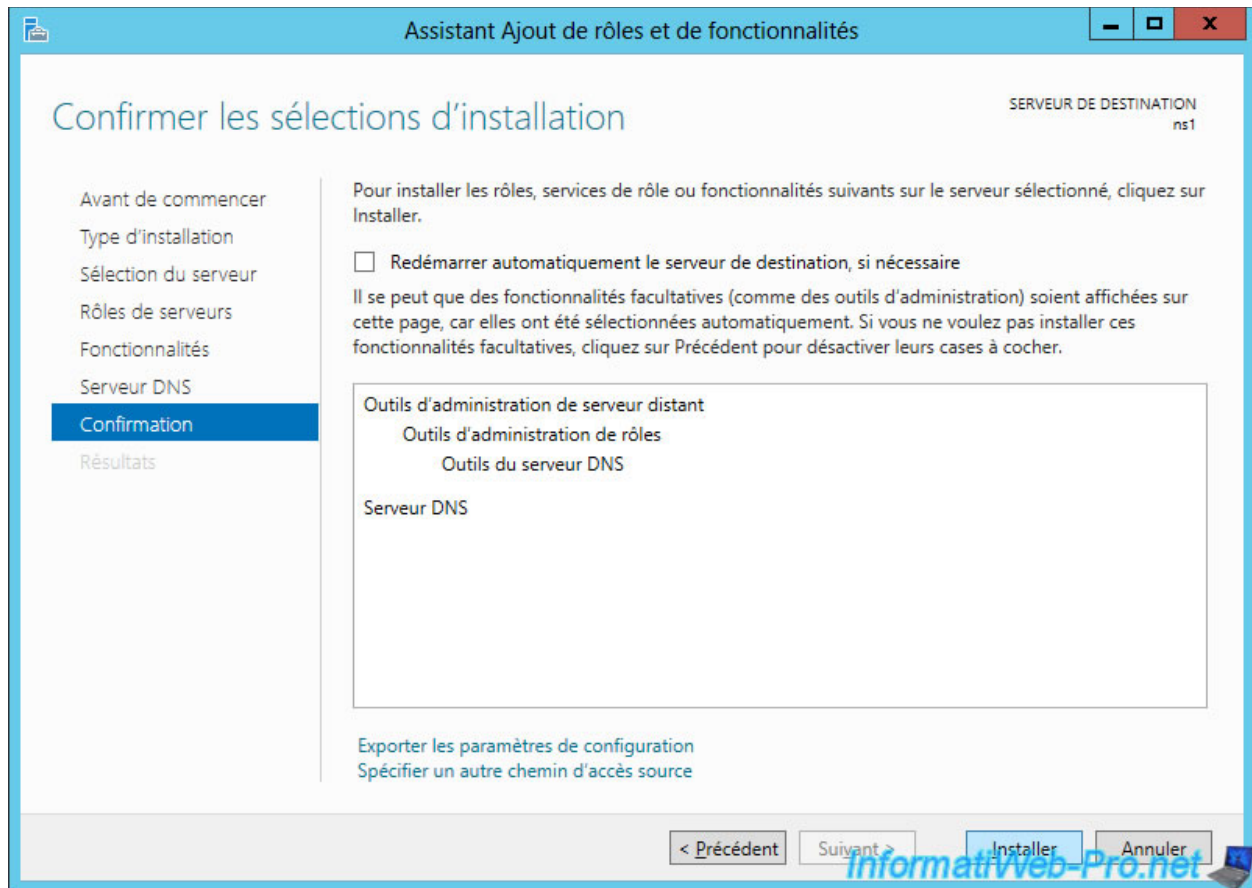 Assistant Ajout de rôles et de fonctionnalités
Confirmer les sélections d'installation
SERVEUR DE DESTINATION
ns1
Avant de commencer
Type d'installation
Sélection du serveur
Rôles de serveurs
Fonctionnalités
Serveur DNS
Confirmation
Résultats
Pour installer les rôles, services de rôle ou fonctionnalités suivants sur le serveur sélectionné, cliquez sur
Installer.
Redémarrer automatiquement le serveur de destination, si nécessaire
Il se peut que des fonctionnalités facultatives (comme des outils d'administration) soient affichées sur
cette page, car elles ont été sélectionnées automatiquement. Si vous ne voulez pas installer ces
fonctionnalités facultatives, cliquez sur Précédent pour désactiver leurs cases à cocher.
Outils d'administration de serveur distant
Outils d'administration de rôles
Outils du serveur DNS
Serveur DNS
Exporter les paramètres de configuration
Spécifier un autre chemin d'accès source
< Précédent Suivant > Installer Annuler
InformatiWeb-Pro.net